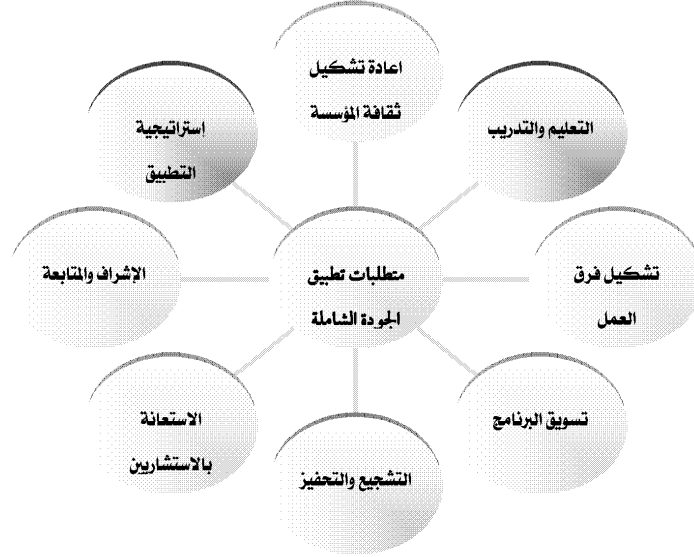 اعادة تشكيل
ثقافة المؤسسة
التعليم والتدريب
إستراتيجية
التطبيق
تشكيل فرق
العمل
متطلبات تطبيق
الجودة الشاملة
الإشراف والمتابعة
تسويق البرنامج
الاستعانة
بالاستشاريين
التشجيع والتحفيز